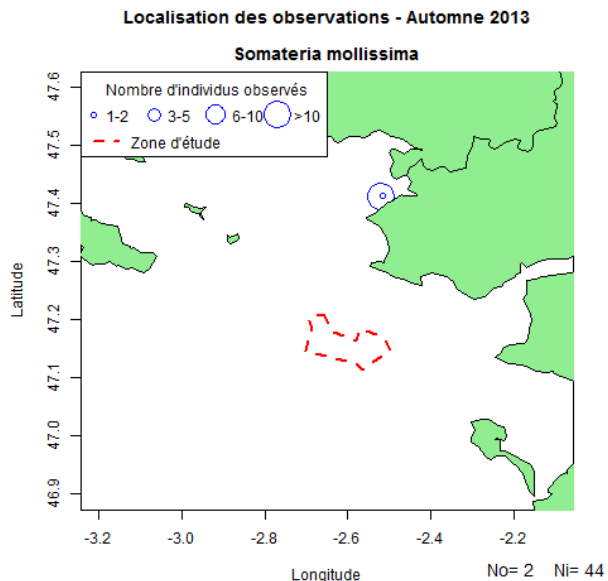 Localisation des observations - Automne 2013
Somateria mollissima
Nombre d'individus observés
1-2 3-5 6-10 >10
Zone d'étude
Latitude
47.6
47.5
47.4
47.3
47.2
47.1
47.0
46.9
-3.2 -3.0 -2.8 -2.6 -2.4 -2.2
Longitude
No= 2 Ni= 44